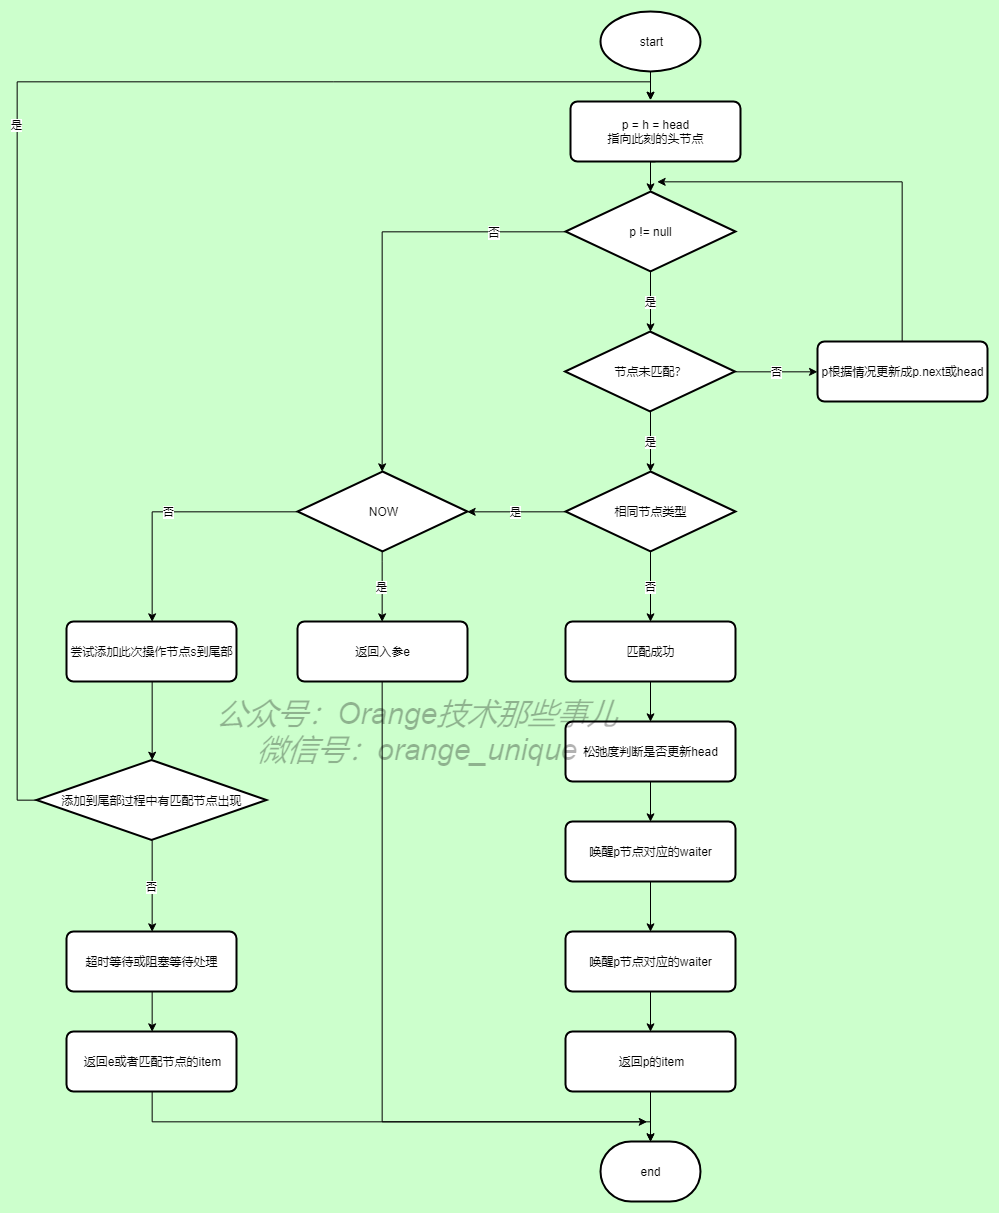 start
是
p = h = head
指向此刻的头节点
p != null
否
是
节点未匹配?
否
p根据情况更新成p.next或head
是
NOW
相同节点类型
否
是
是
否
尝试添加此次操作节点s到尾部
返回入参e
匹配成功
公众号：Orange技术那些事儿
微信号：orange_unique
松弛度判断是否更新head
添加到尾部过程中有匹配节点出现
唤醒p节点对应的waiter
否
超时等待或阻塞等待处理
唤醒p节点对应的waiter
返回e或者匹配节点的item
返回p的item
end